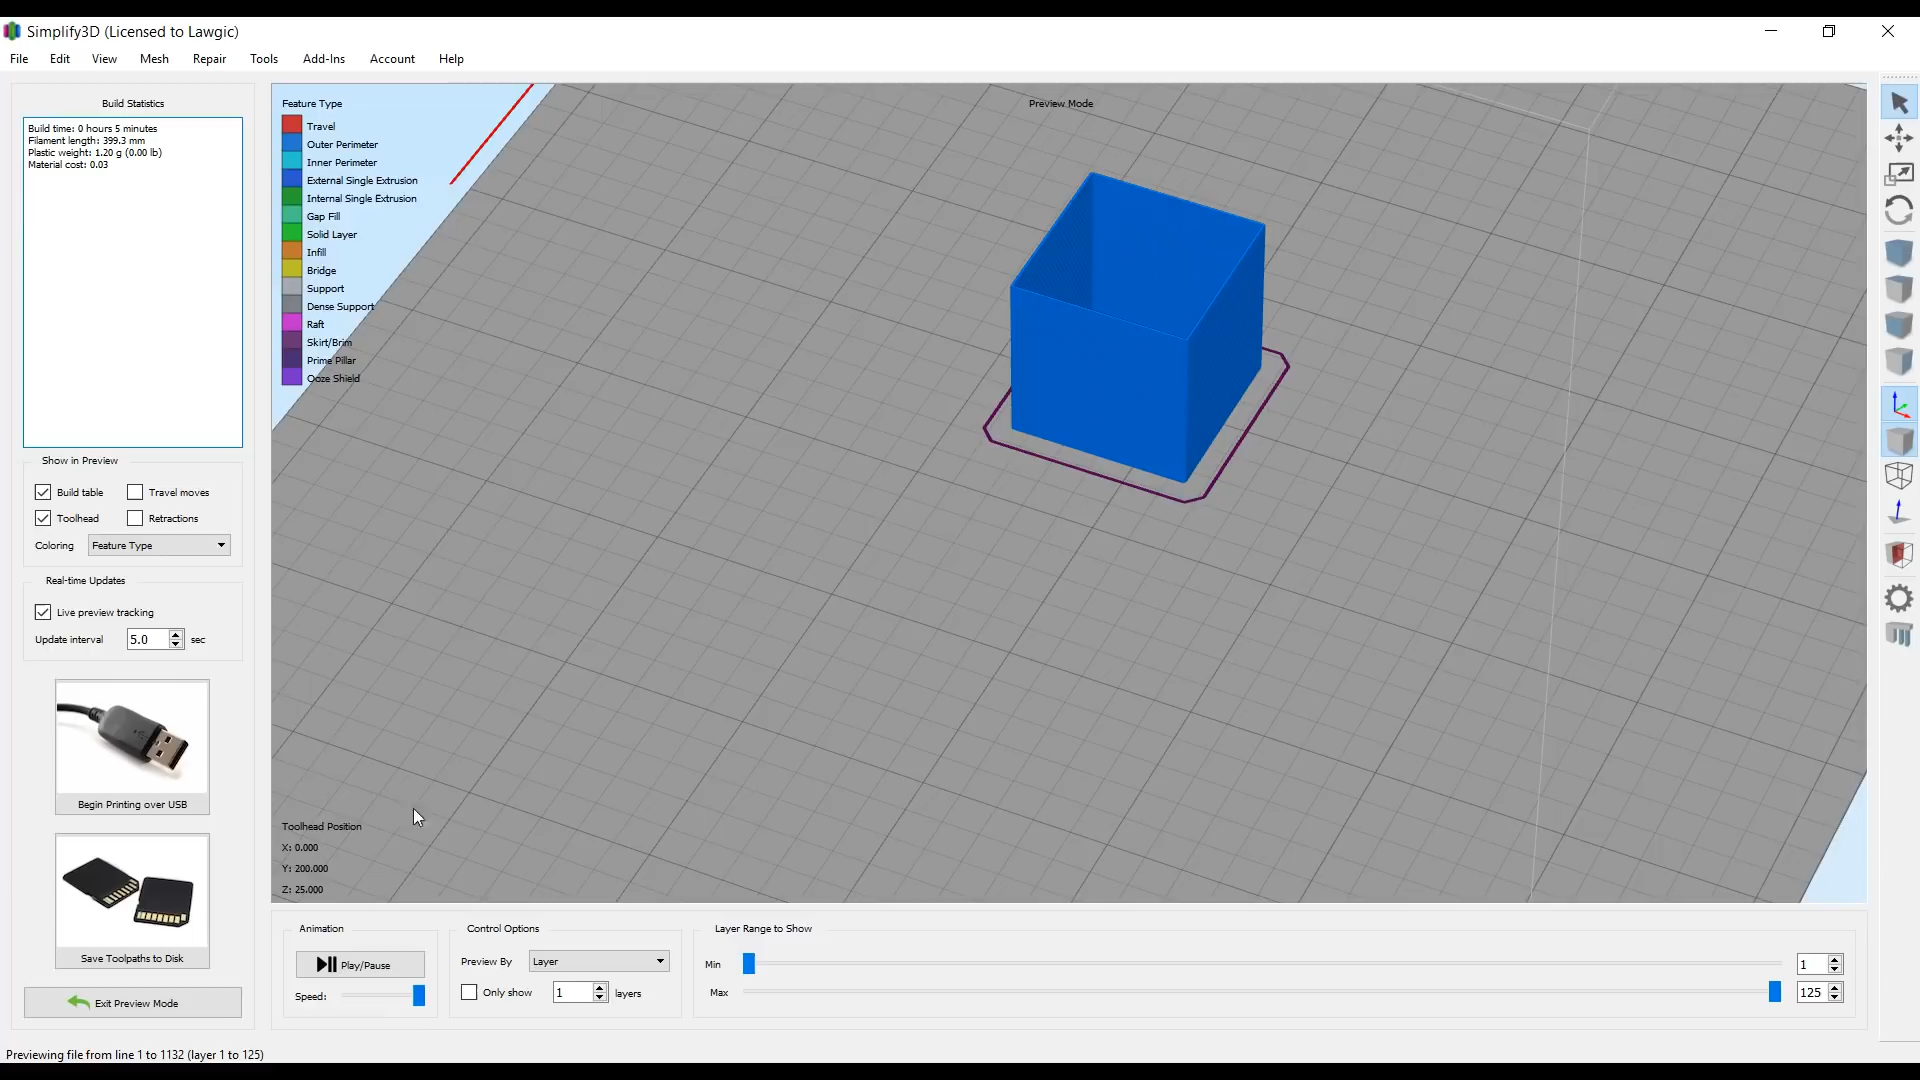 Simplify3D (Licensed to Lawgic)
File Edit View Mesh Repair Tools Add-Ins Account Help
Build Statistics
Build time: 0 hours 5 minutes
Filament length: 399.3 mm
Plastic weight: 1.20 g (0.00 lb)
Material cost: 0.03
Show in Preview
Build table Travel moves
Toolhead Retractions
Coloring Feature Type
Real-time Updates
Live preview tracking
Update interval 5.0 sec
Begin Printing over USB
Save Toolpaths to Disk
Exit Preview Mode
Feature Type
Travel
Outer Perimeter
Inner Perimeter
External Single Extrusion
Internal Single Extrusion
Gap Fill
Solid Layer
Infill
Bridge
Support
Dense Support
Raft
Skirt/Brim
Prime Pillar
Ooze Shield
Preview Mode
Toolhead Position
X: 0.000
Y: 200.000
Z: 25.000
Animation
Play/Pause
Speed:
Control Options
Preview By Layer
Only show 1 layers
Layer Range to Show
Min 1
Max 125
Previewing file from line 1 to 1132 (layer 1 to 125)